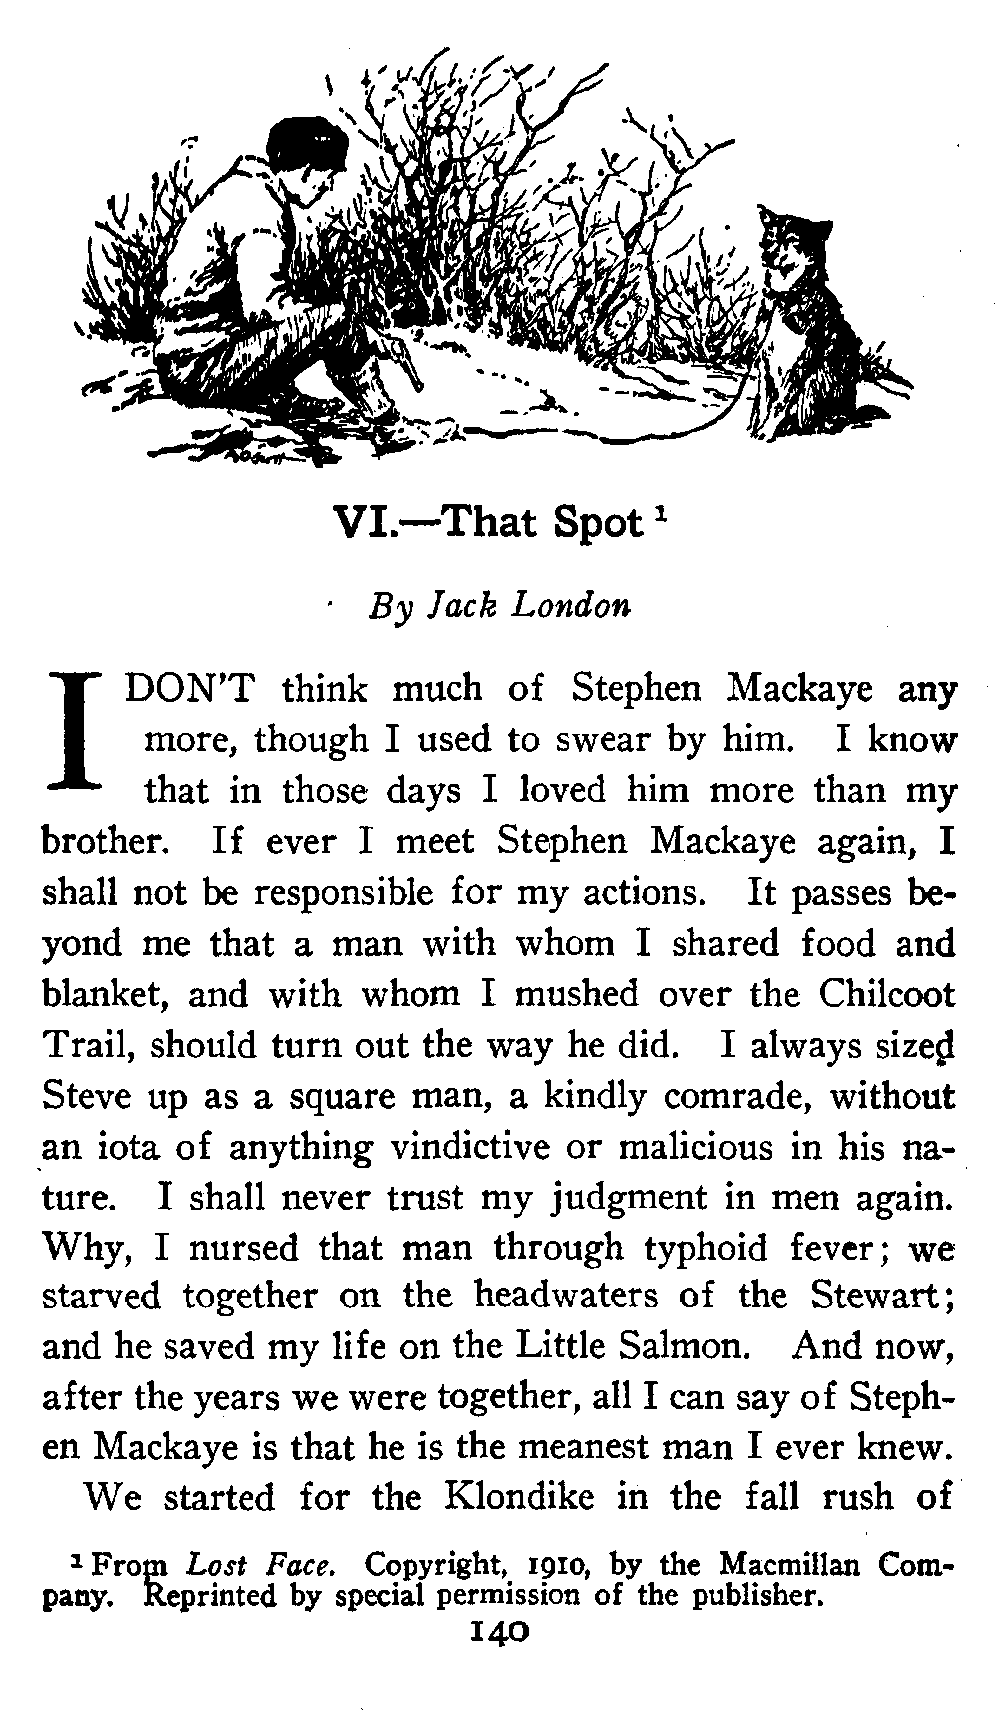 VI.—That Spot ¹
By Jack London
I DON'T think much of Stephen Mackaye any
more, though I used to swear by him. I know
that in those days I loved him more than my
brother. If ever I meet Stephen Mackaye again, I
shall not be responsible for my actions. It passes be-
yond me that a man with whom I shared food and
blanket, and with whom I mushed over the Chilcoot
Trail, should turn out the way he did. I always sized
Steve up as a square man, a kindly comrade, without
an iota of anything vindictive or malicious in his na-
ture. I shall never trust my judgment in men again.
Why, I nursed that man through typhoid fever; we
starved together on the headwaters of the Stewart;
and he saved my life on the Little Salmon. And now,
after the years we were together, all I can say of Steph-
en Mackaye is that he is the meanest man I ever knew.
We started for the Klondike in the fall rush of
¹ From Lost Face. Copyright, 1910, by the Macmillan Com-
pany. Reprinted by special permission of the publisher.
140